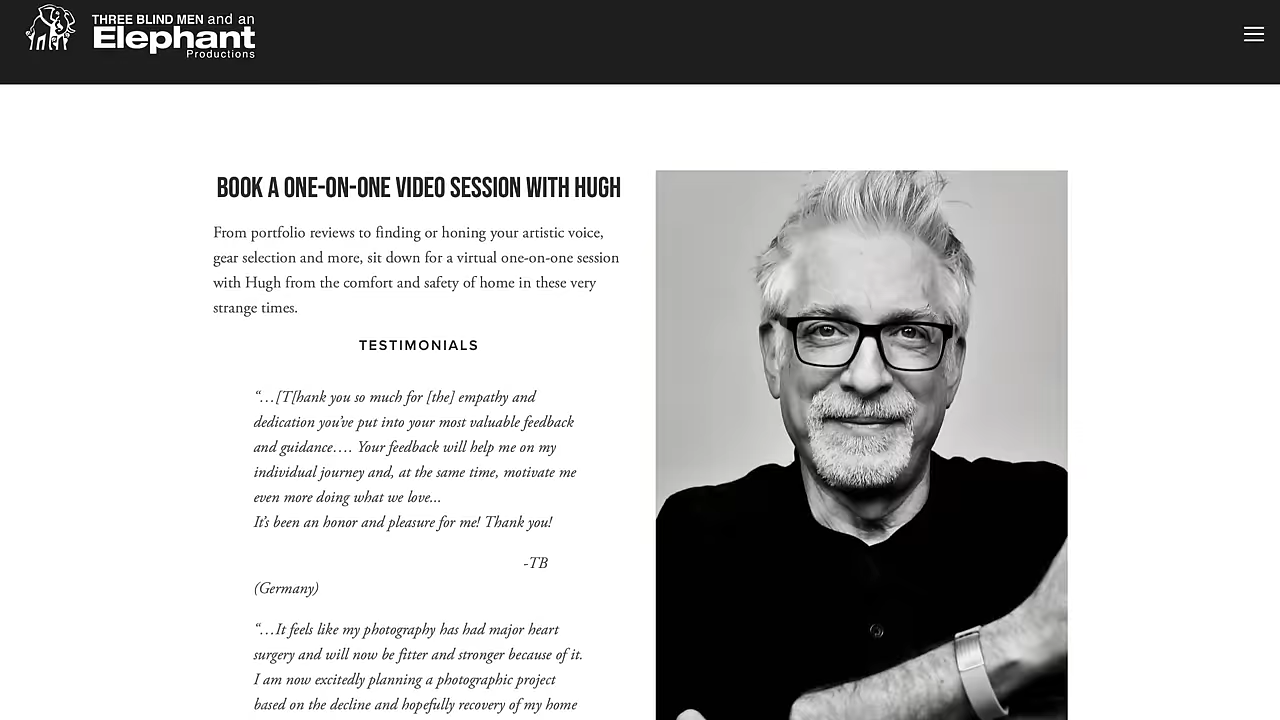 THREE BLIND MEN and an
Elephant
Productions
BOOK A ONE-ON-ONE VIDEO SESSION WITH HUGH
From portfolio reviews to finding or honing your artistic voice,
gear selection and more, sit down for a virtual one-on-one session
with Hugh from the comfort and safety of home in these very
strange times.
TESTIMONIALS
“…[T[hank you so much for [the] empathy and
dedication you’ve put into your most valuable feedback
and guidance…. Your feedback will help me on my
individual journey and, at the same time, motivate me
even more doing what we love...
It’s been an honor and pleasure for me! Thank you!
-TB
(Germany)
“…It feels like my photography has had major heart
surgery and will now be fitter and stronger because of it.
I am now excitedly planning a photographic project
based on the decline and hopefully recovery of my home